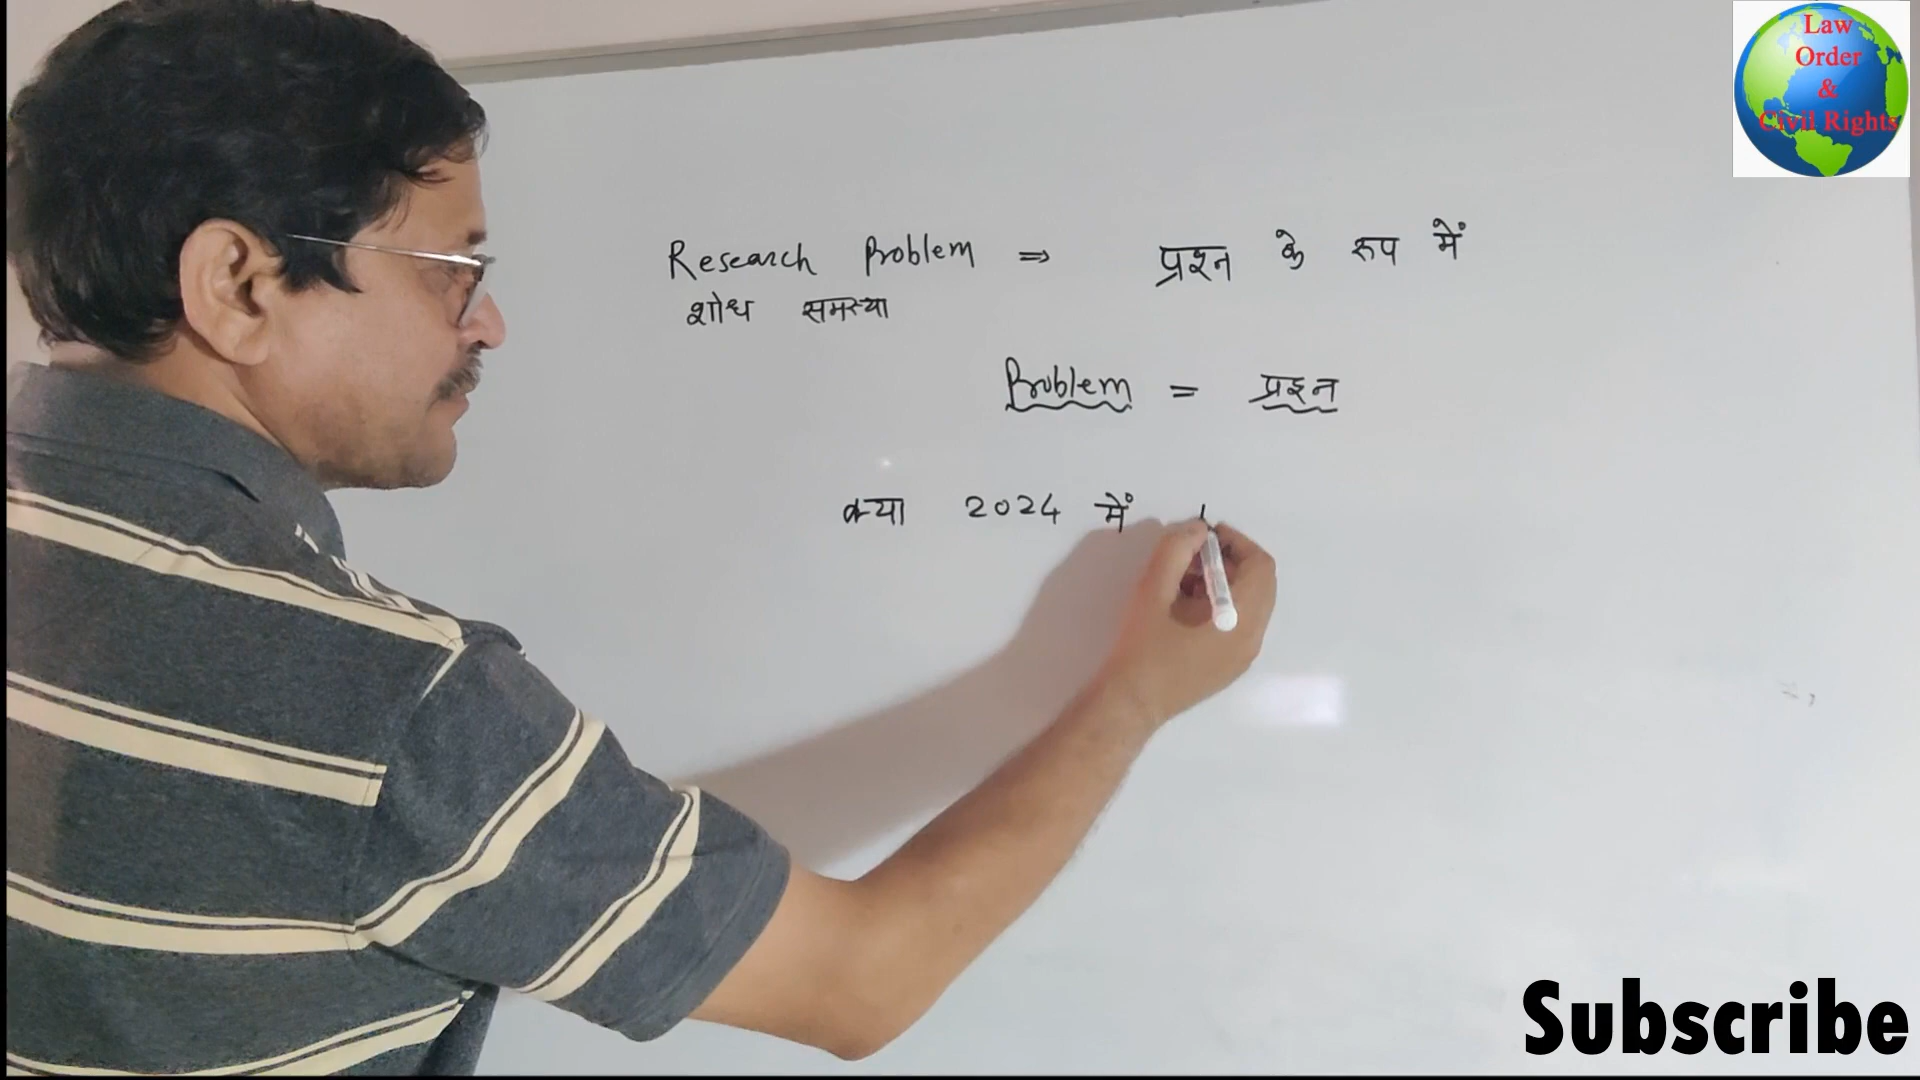 Law
Order
&
Civil Rights
Research Problem ⇒ प्रश्न के रूप में
शोध समस्या
Problem = प्रश्न
क्या 2024 में
Subscribe